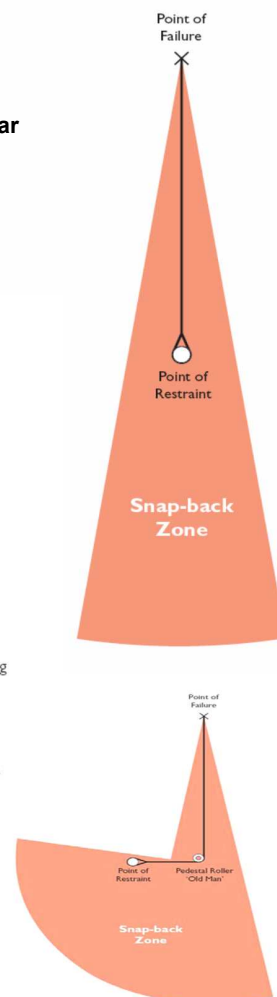 Point of
Failure
ar
Point of
Restraint
Snap-back
Zone
g
Point of
Failure
Point of
Restraint
Pedestal Roller
'Old Man'
Snap-back
Zone